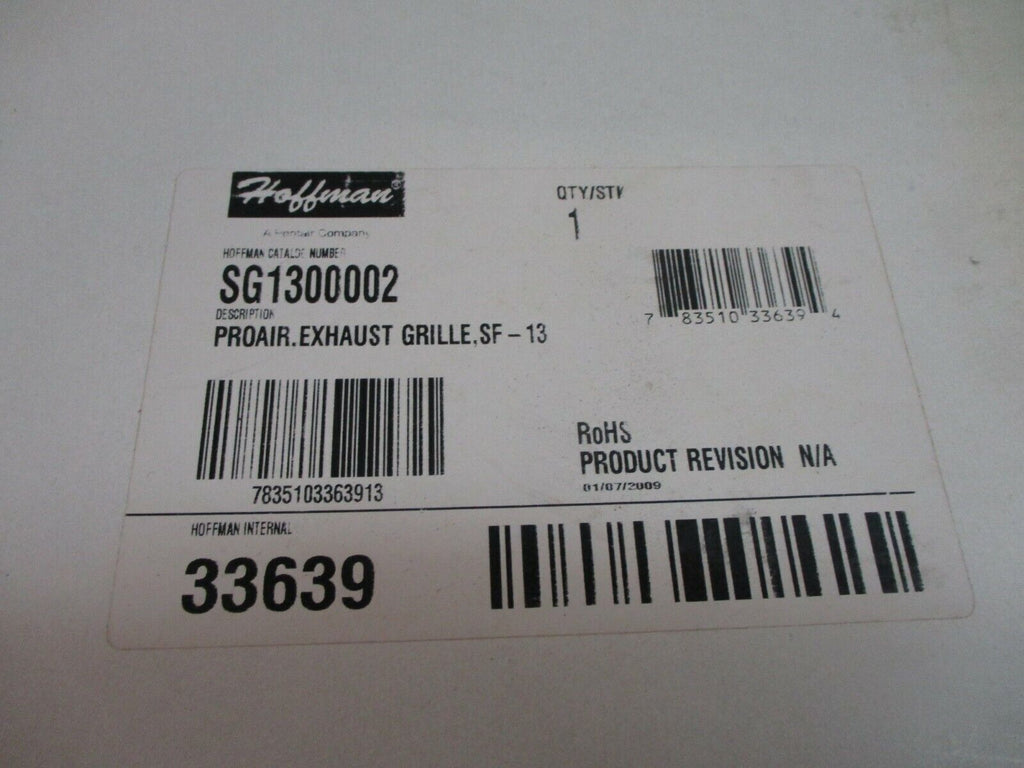 Hoffman®
A Pentair Company
QTY/STK
1
HOFFMAN CATALOG NUMBER
SG1300002
DESCRIPTION
PROAIR.EXHAUST GRILLE,SF-13
7 83510 33639 4
7835103363913
RoHS
PRODUCT REVISION N/A
01/07/2009
HOFFMAN INTERNAL
33639